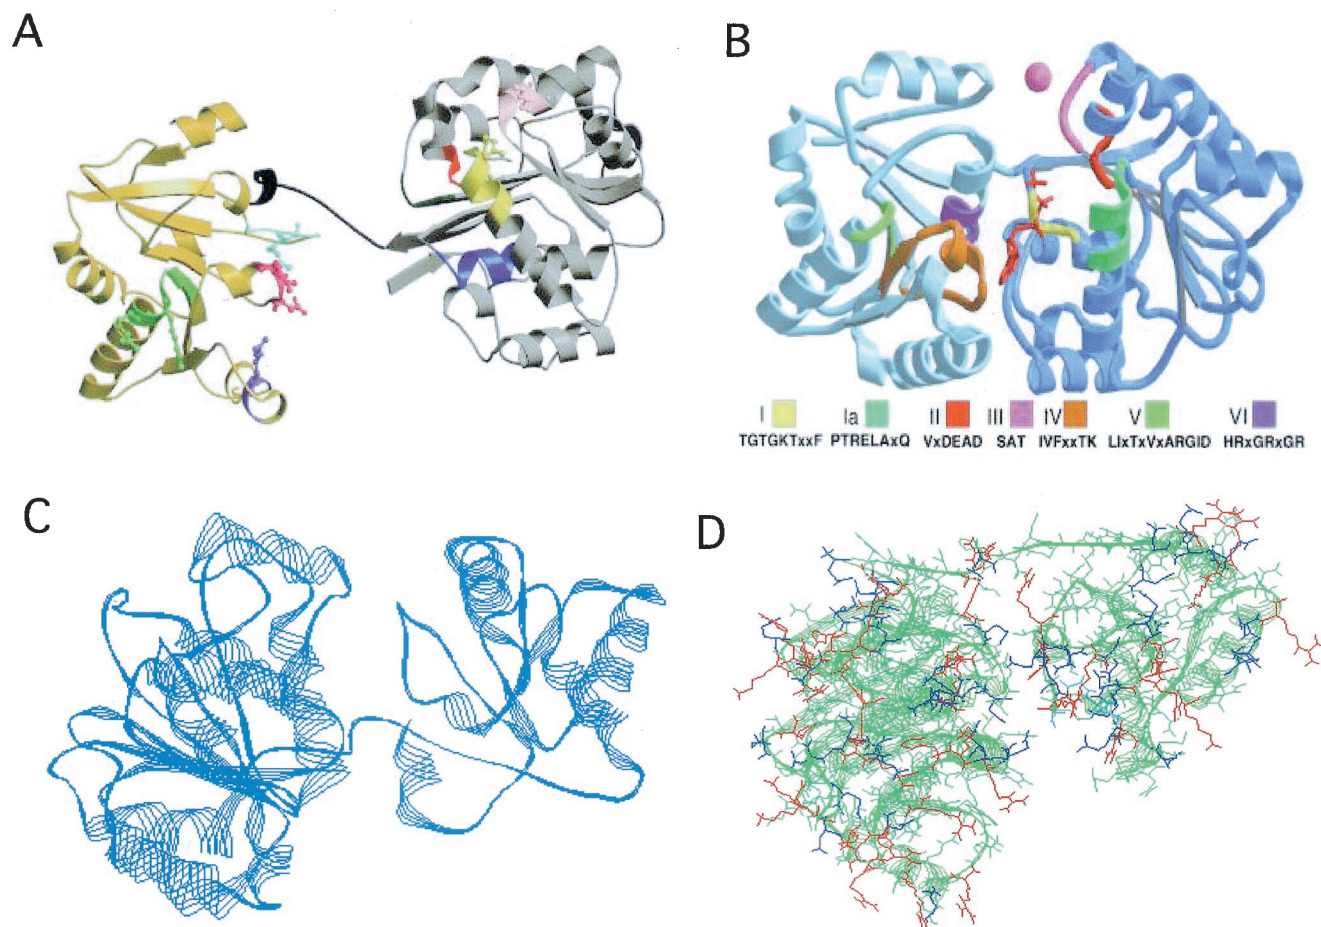 A
B
I Ia II III IV V VI
TGTGKTxxF PTRELAxQ VxDEAD SAT IVFxxTK LIxTxVxARGID HRxGRxGR
C
D